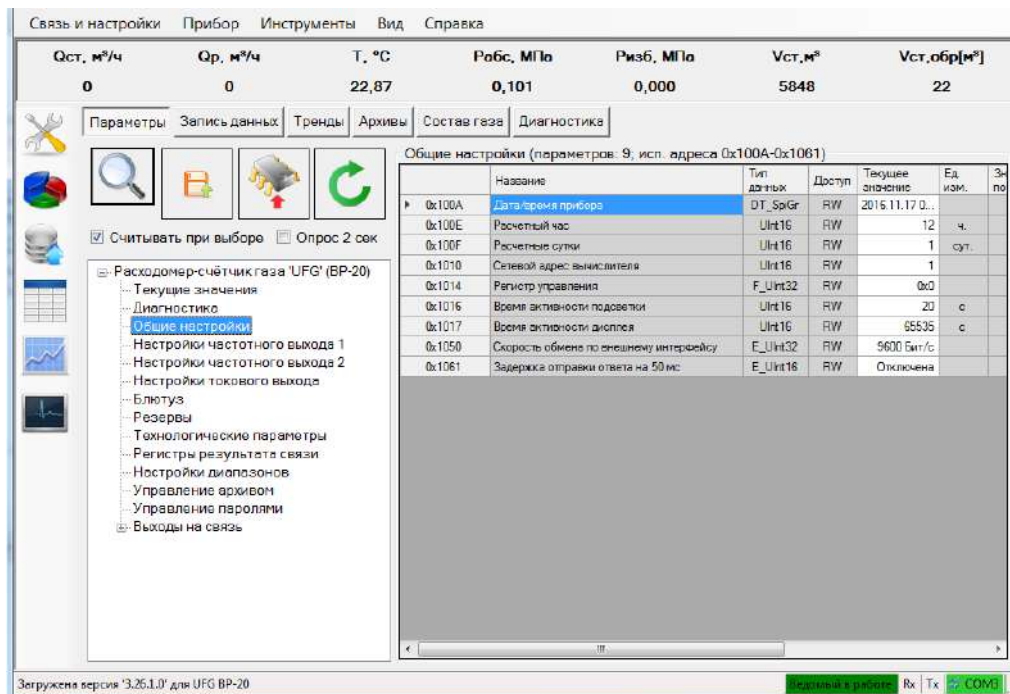 Связь и настройки Прибор Инструменты Вид Справка
Qст, м³/ч Qр, м³/ч T, °C Рабс, МПа Ризб, МПа Vст,м³ Vст,обр[м³]
0 0 22,87 0,101 0,000 5848 22
Параметры Запись данных Тренды Архивы Состав газа Диагностика
Общие настройки (параметров: 9; исп. адреса 0x100A-0x1061)
Название Тип данных Доступ Текущее значение Ед. изм. Зн по
0x100A Дата/время прибора DT_SpiGr RW 2016.11.17 0...
0x100E Расчетный час UInt16 RW 12 ч.
0x100F Расчетные сутки UInt16 RW 1 сут.
0x1010 Сетевой адрес вычислителя UInt16 RW 1
0x1014 Регистр управления F_UInt32 RW 0x0
0x1016 Время активности подсветки UInt16 RW 20 с
0x1017 Время активности дисплея UInt16 RW 65535 с
0x1050 Скорость обмена по внешнему интерфейсу E_UInt32 RW 9600 Бит/с
0x1061 Задержка отправки ответа на 50 мс E_UInt16 RW Отключена
Считывать при выборе Опрос 2 сек
Расходомер-счётчик газа 'UFG' (BP-20)
Текущие значения
Диагностика
Общие настройки
Настройки частотного выхода 1
Настройки частотного выхода 2
Настройки токового выхода
Блютуз
Резервы
Технологические параметры
Регистры результата связи
Настройки диапазонов
Управление архивом
Управление паролями
Выходы на связь
Загружена версия '3.26.1.0' для UFG BP-20 Ведомый в работе Rx Tx COM3